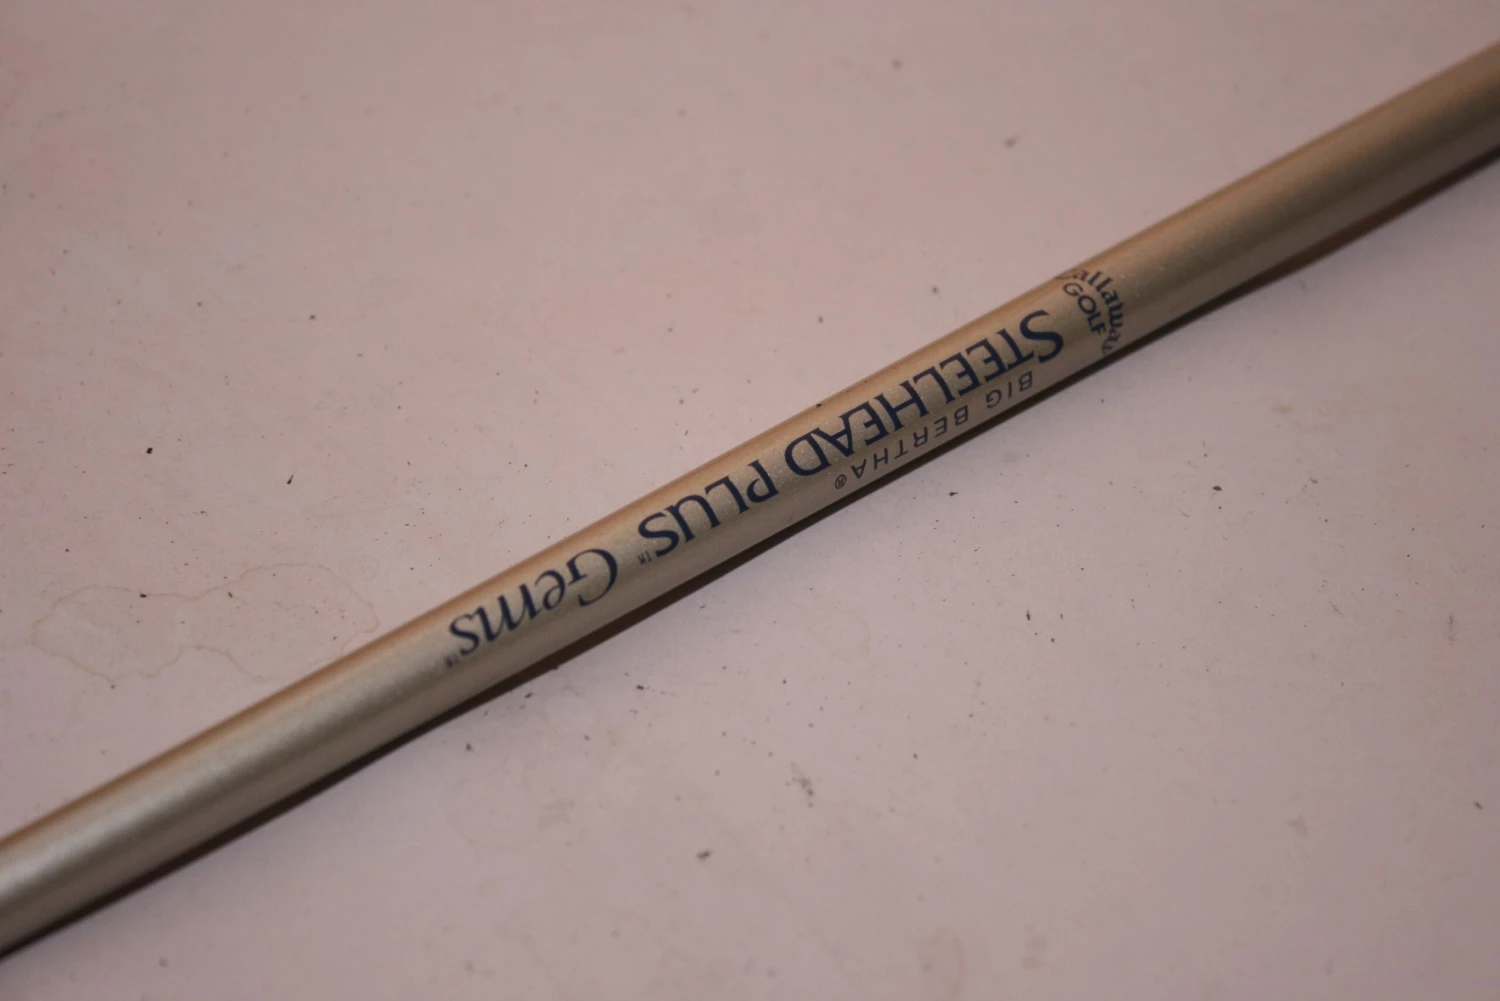 Callaway
GOLF
BIG BERTHA®
STEELHEAD PLUS™ Gems™